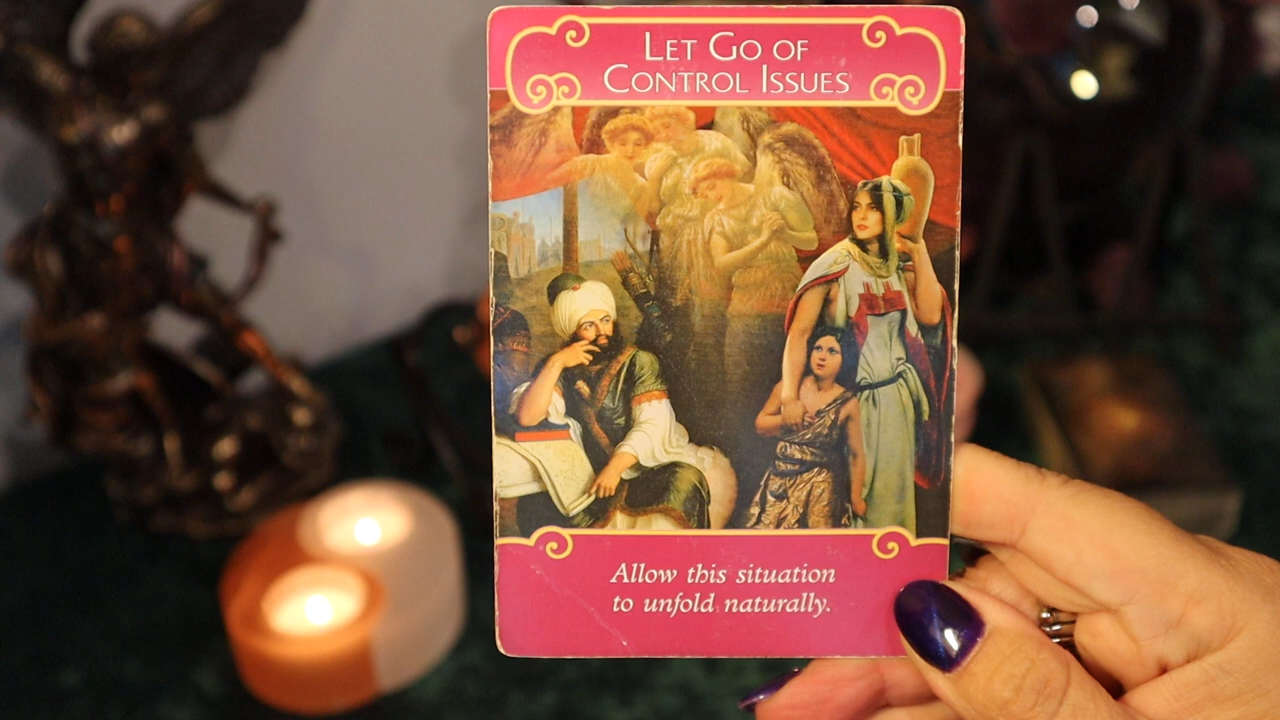 Let Go of
Control Issues
Allow this situation
to unfold naturally.